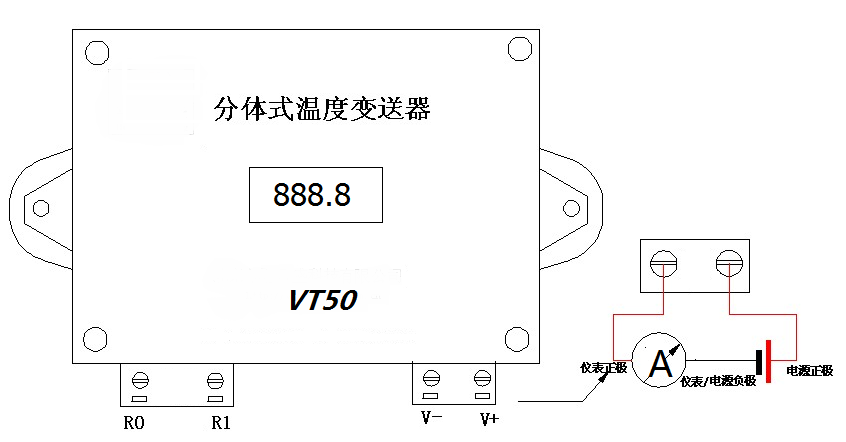 分体式温度变送器
888.8
VT50
仪表正极
A
仪表/电源负极
电源正极
R0
R1
V-
V+